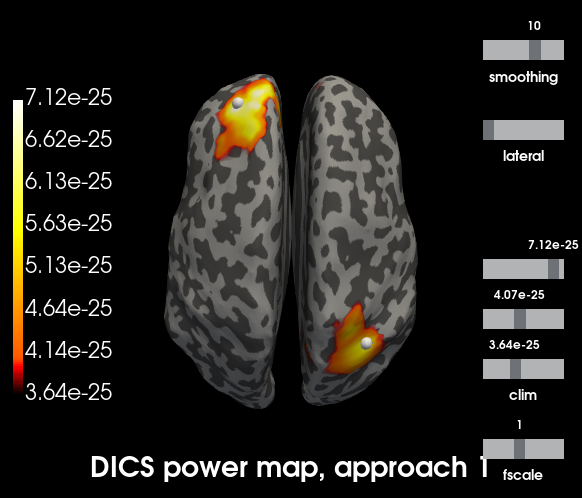 7.12e-25
6.62e-25
6.13e-25
5.63e-25
5.13e-25
4.64e-25
4.14e-25
3.64e-25
10
smoothing
lateral
7.12e-25
4.07e-25
3.64e-25
clim
1
fscale
DICS power map, approach 1